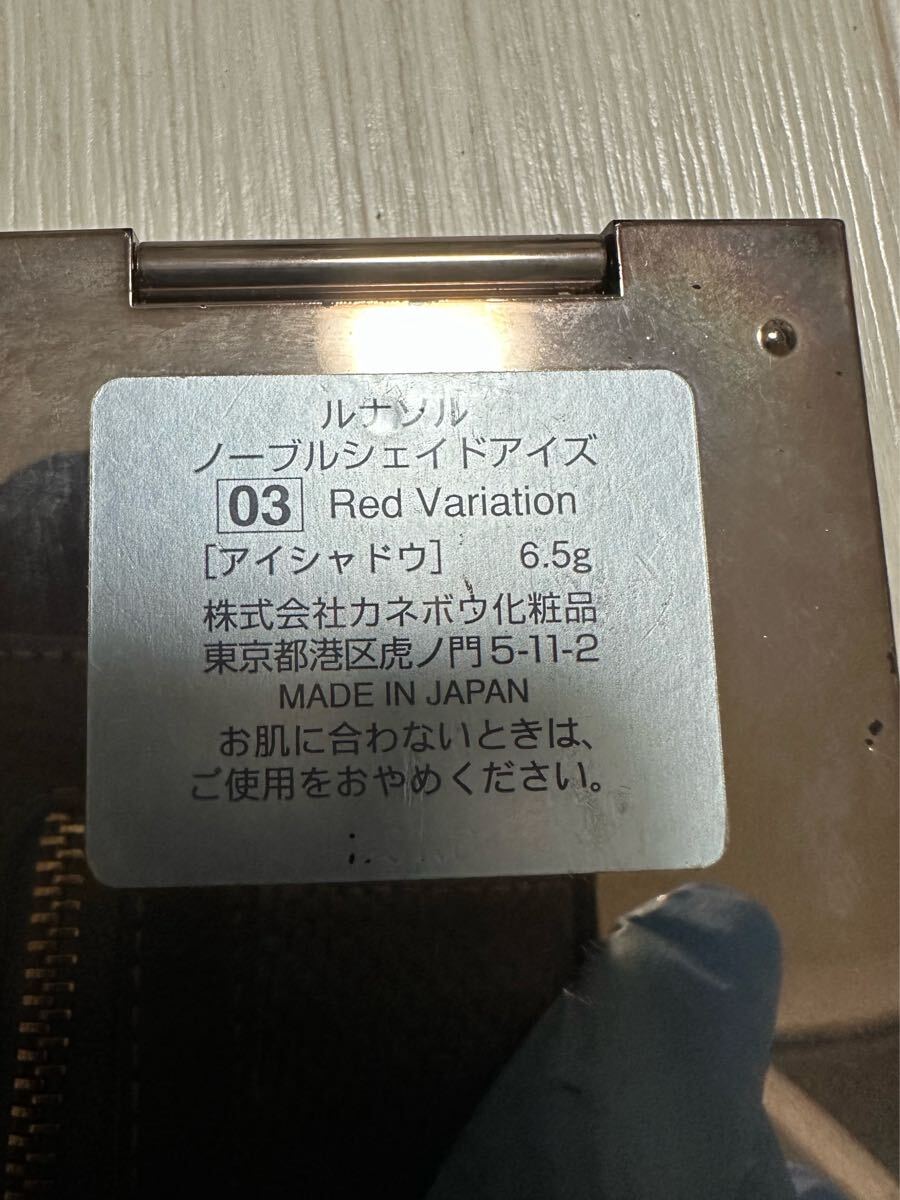 ルナソル
ノーブルシェイドアイズ
03 Red Variation
[アイシャドウ] 6.5g
株式会社カネボウ化粧品
東京都港区虎ノ門5-11-2
MADE IN JAPAN
お肌に合わないときは、
ご使用をおやめください。